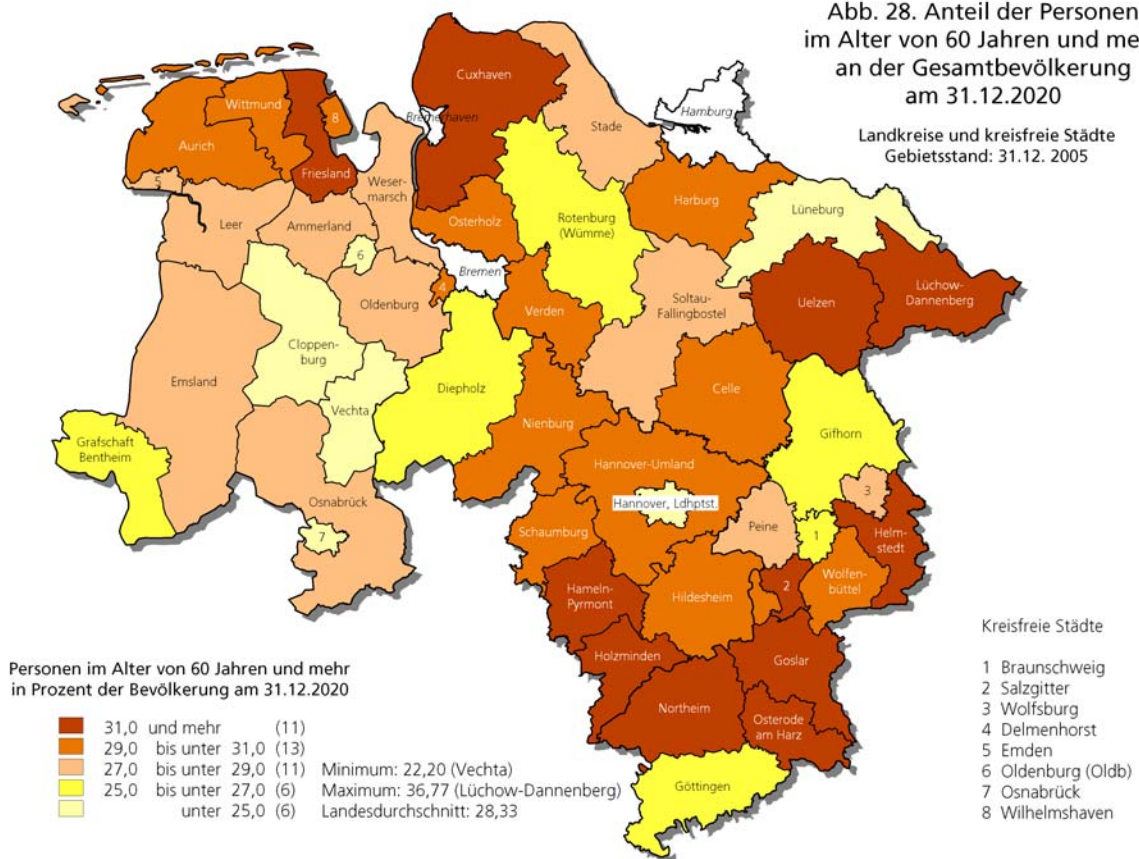 Abb. 28. Anteil der Personen
im Alter von 60 Jahren und me
an der Gesamtbevölkerung
am 31.12.2020
Landkreise und kreisfreie Städte
Gebietsstand: 31.12. 2005
Cuxhaven
Hamburg
Wittmund
8
Bremerhaven
Stade
Aurich
Friesland
Weser-
marsch
5
Harburg
Lüneburg
Osterholz
Rotenburg
(Wümme)
Leer
Ammerland
6
Bremen
4
Oldenburg
Verden
Soltau-
Fallingbostel
Uelzen
Lüchow-
Dannenberg
Cloppen-
burg
Emsland
Diepholz
Celle
Vechta
Nienburg
Gifhorn
Grafschaft
Bentheim
Hannover-Umland
3
Osnabrück
Hannover, Ldhptst.
Peine
Helm-
stedt
Schaumburg
1
7
Wolfen-
büttel
Hameln-
Pyrmont
Hildesheim
2
Holzminden
Goslar
Northeim
Osterode
am Harz
Göttingen
Personen im Alter von 60 Jahren und mehr
in Prozent der Bevölkerung am 31.12.2020
31,0 und mehr (11)
29,0 bis unter 31,0 (13)
27,0 bis unter 29,0 (11) Minimum: 22,20 (Vechta)
25,0 bis unter 27,0 (6) Maximum: 36,77 (Lüchow-Dannenberg)
unter 25,0 (6) Landesdurchschnitt: 28,33
Kreisfreie Städte
1 Braunschweig
2 Salzgitter
3 Wolfsburg
4 Delmenhorst
5 Emden
6 Oldenburg (Oldb)
7 Osnabrück
8 Wilhelmshaven